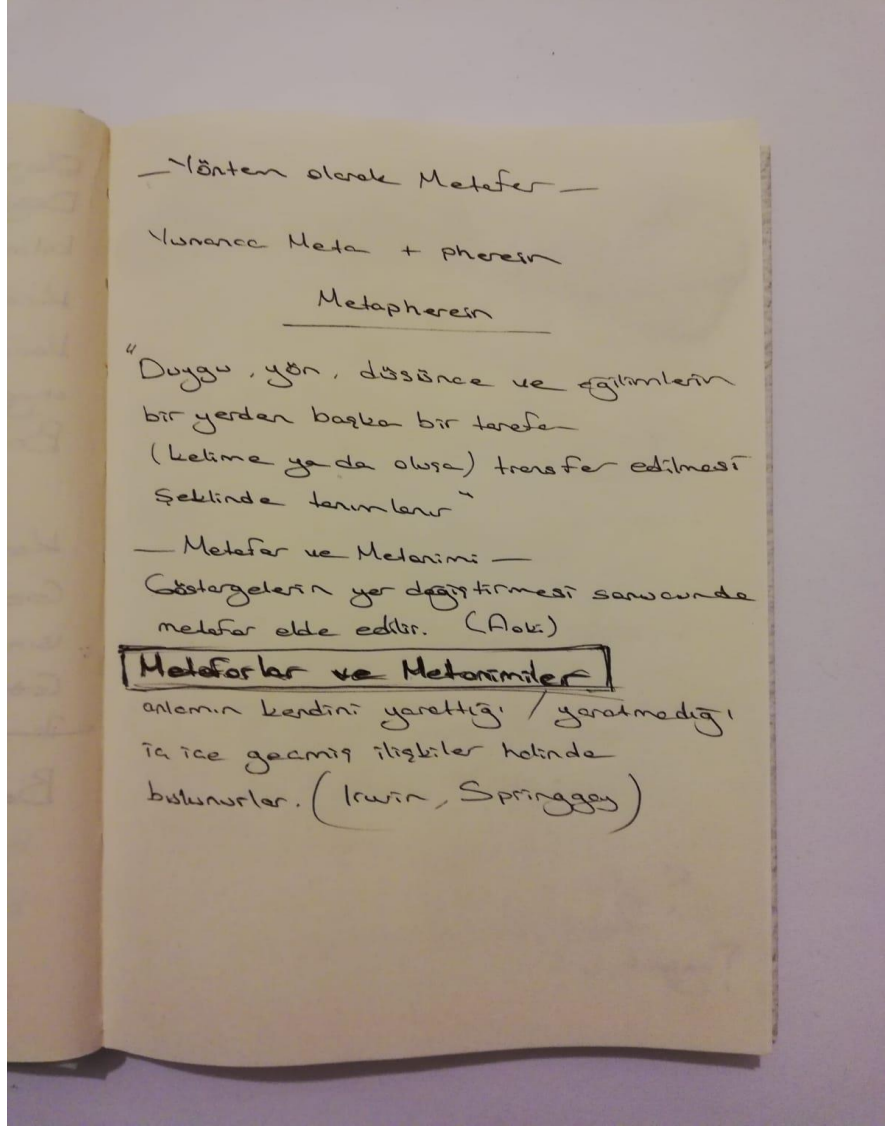 — Yöntem olarak Metafor —
Yunanca Meta + pherein
Metapherein
"Duygu, yön, düşünce ve eğilimlerin
bir yerden başka bir tarafa
(kelime ya da oluşa) transfer edilmesi
şeklinde tanımlanır"
— Metafor ve Metonimi —
Göstergelerin yer değiştirmesi sonucunda
metafor elde edilir. (Aoki)
Metaforlar ve Metonimiler
anlamın kendini yarattığı / yaratmadığı
iç içe geçmiş ilişkiler halinde
bulunurlar. (Irwin, Springgay)